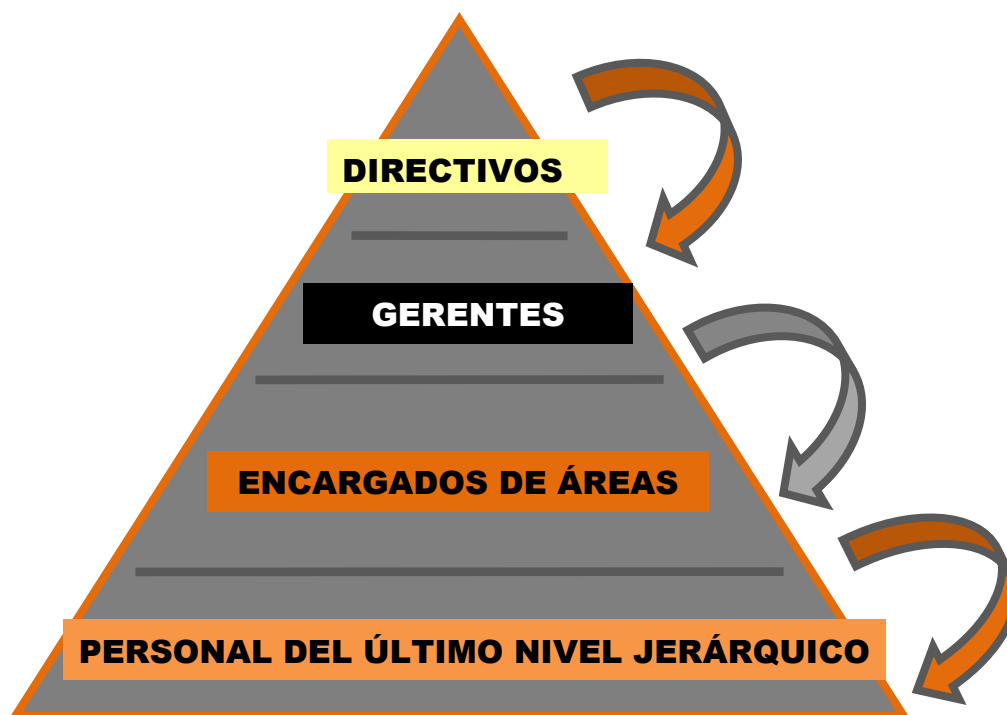 DIRECTIVOS
GERENTES
ENCARGADOS DE ÁREAS
PERSONAL DEL ÚLTIMO NIVEL JERÁRQUICO